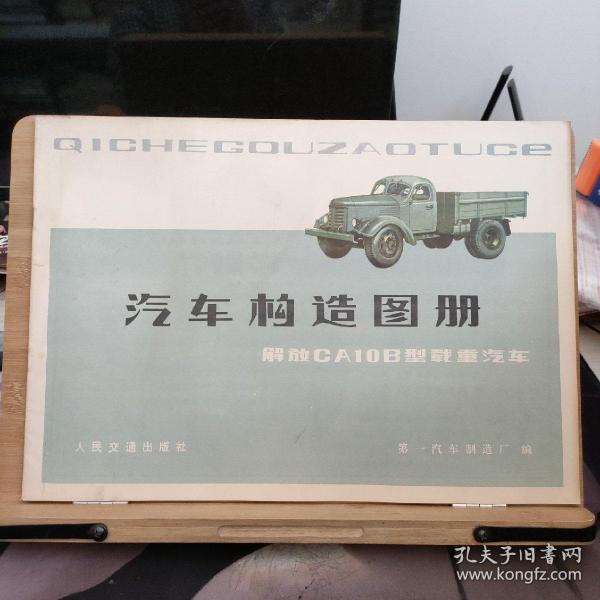 QICHEGOUZAOTUCe
汽车构造图册
解放CA10B型载重汽车
人民交通出版社
第一汽车制造厂 编
孔夫子旧书网
www.kongfz.com